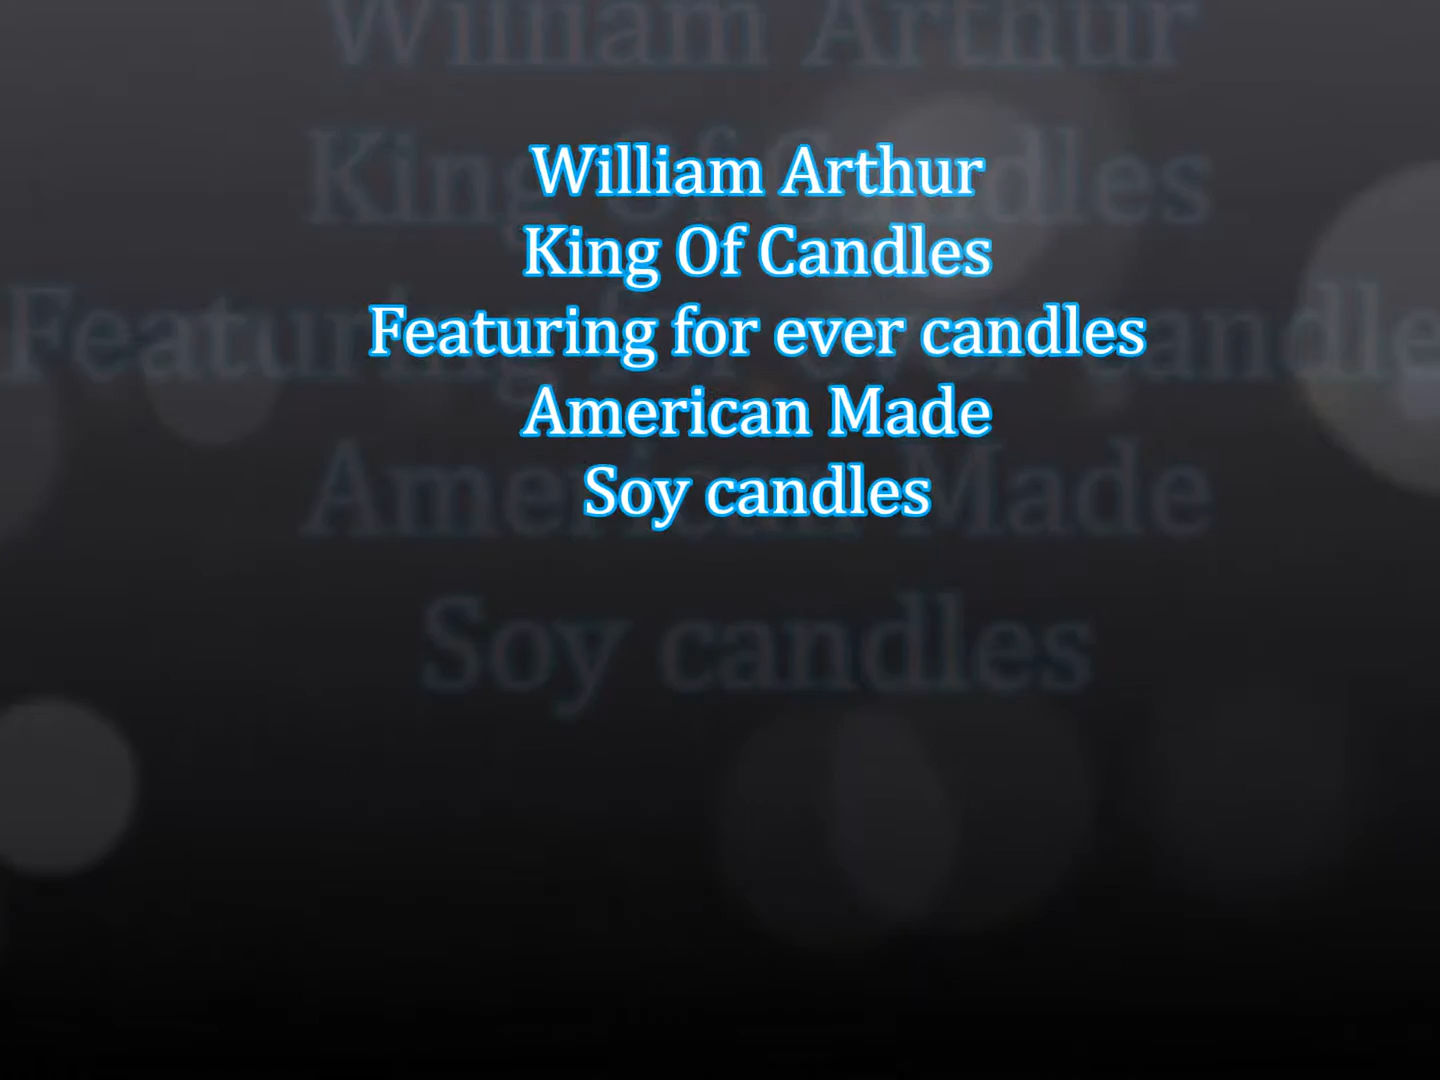 William Arthur
King Of Candles
Featuring for ever candles
American Made
Soy candles